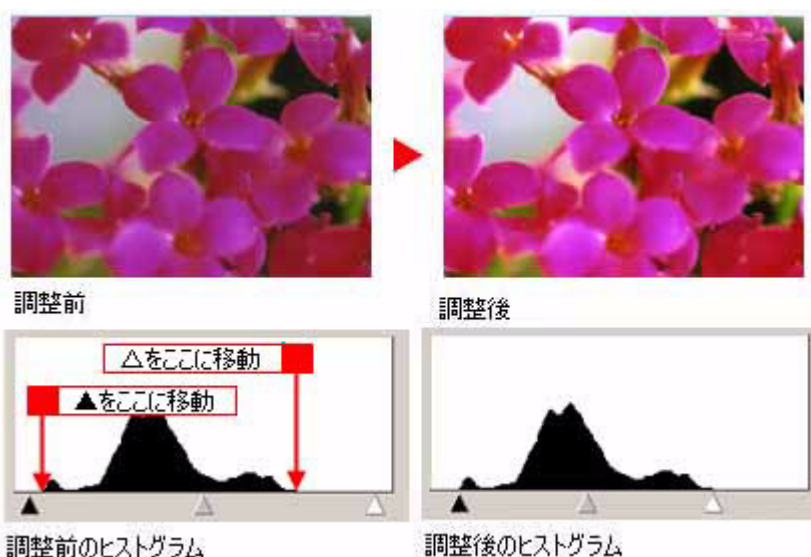 調整前
調整後
△をここに移動
▲をここに移動
調整前のヒストグラム
調整後のヒストグラム